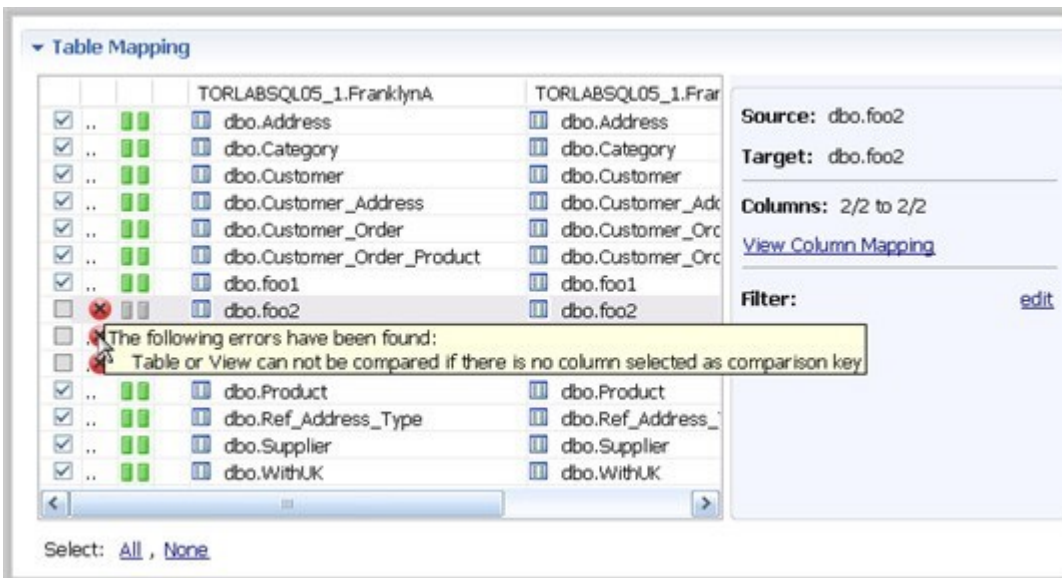 Table Mapping
TORLABSQL05_1.FranklynA TORLABSQL05_1.Fran
.. dbo.Address dbo.Address
.. dbo.Category dbo.Category
.. dbo.Customer dbo.Customer
.. dbo.Customer_Address dbo.Customer_Adc
.. dbo.Customer_Order dbo.Customer_Orc
.. dbo.Customer_Order_Product dbo.Customer_Orc
.. dbo.foo1 dbo.foo1
dbo.foo2 dbo.foo2
The following errors have been found:
Table or View can not be compared if there is no column selected as comparison key
.. dbo.Product dbo.Product
.. dbo.Ref_Address_Type dbo.Ref_Address_
.. dbo.Supplier dbo.Supplier
.. dbo.WithUK dbo.WithUK
Select: All , None
Source: dbo.foo2
Target: dbo.foo2
Columns: 2/2 to 2/2
View Column Mapping
Filter: edit